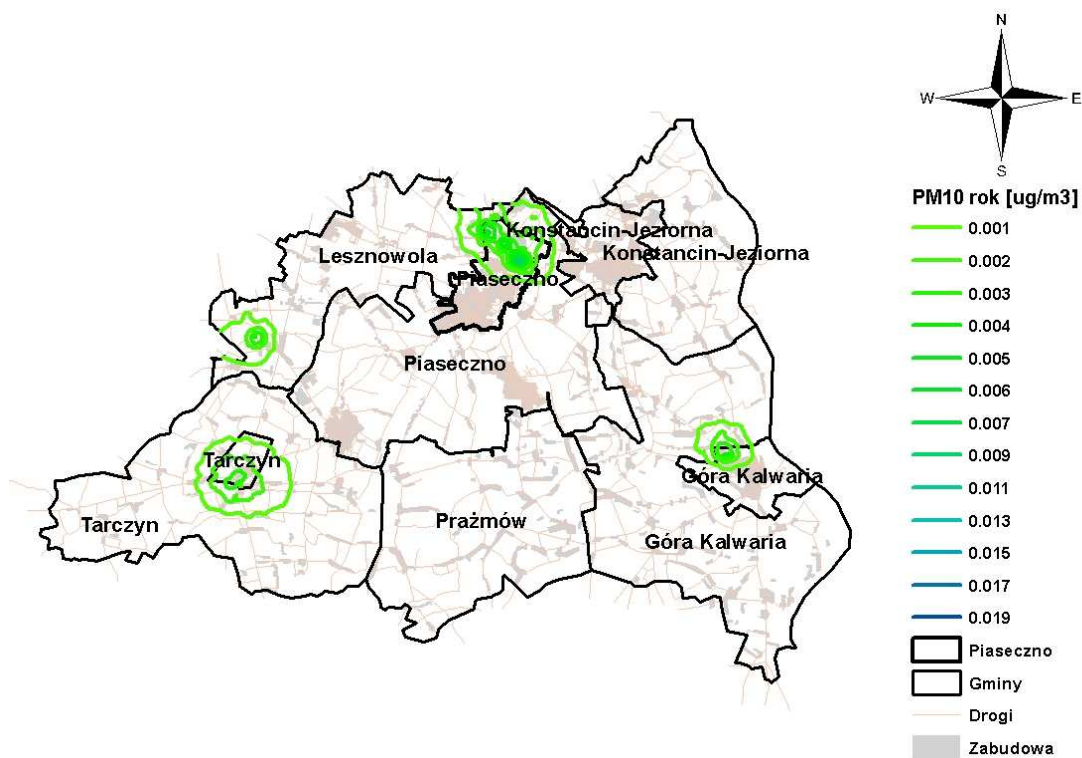 N
W E
S
PM10 rok [ug/m3]
0.001
0.002
0.003
0.004
0.005
0.006
0.007
0.009
0.011
0.013
0.015
0.017
0.019
Piaseczno
Gminy
Drogi
Zabudowa
Konstancin-Jeziorna
Konstancin-Jeziorna
Lesznowola
Piaseczno
Piaseczno
Tarczyn
Góra Kalwaria
Tarczyn
Prażmów
Góra Kalwaria